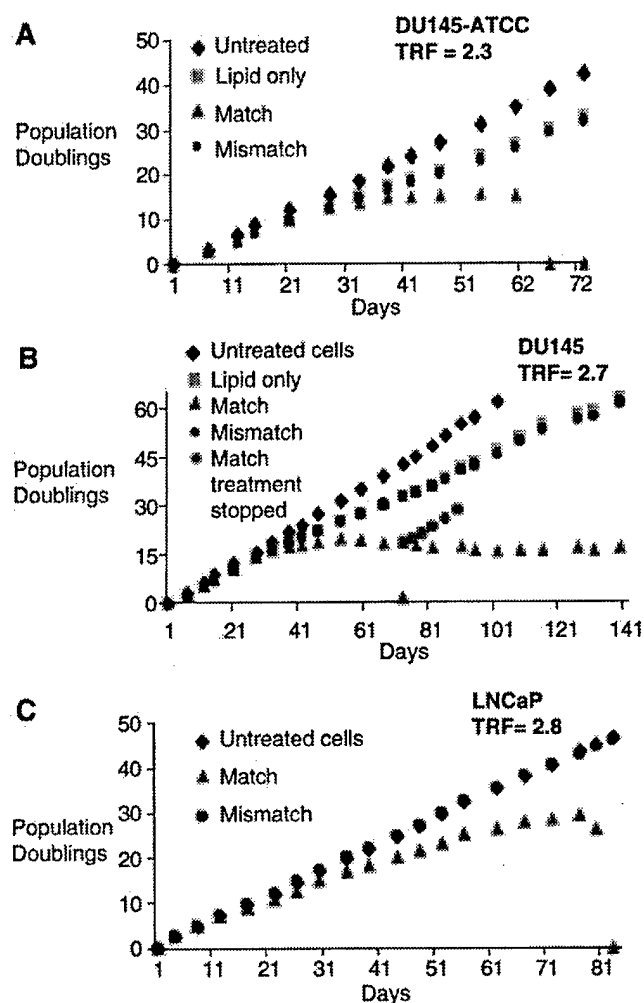 A
DU145-ATCC
TRF = 2.3
50
40
30
20
10
0
Population
Doublings
Untreated
Lipid only
Match
Mismatch
1 11 21 31 41 51 62 72
Days
B
DU145
TRF= 2.7
60
45
30
15
0
Population
Doublings
Untreated cells
Lipid only
Match
Mismatch
Match
treatment
stopped
1 21 41 61 81 101 121 141
Days
C
LNCaP
TRF= 2.8
50
40
30
20
10
0
Population
Doublings
Untreated cells
Match
Mismatch
1 11 21 31 41 51 61 71 81
Days